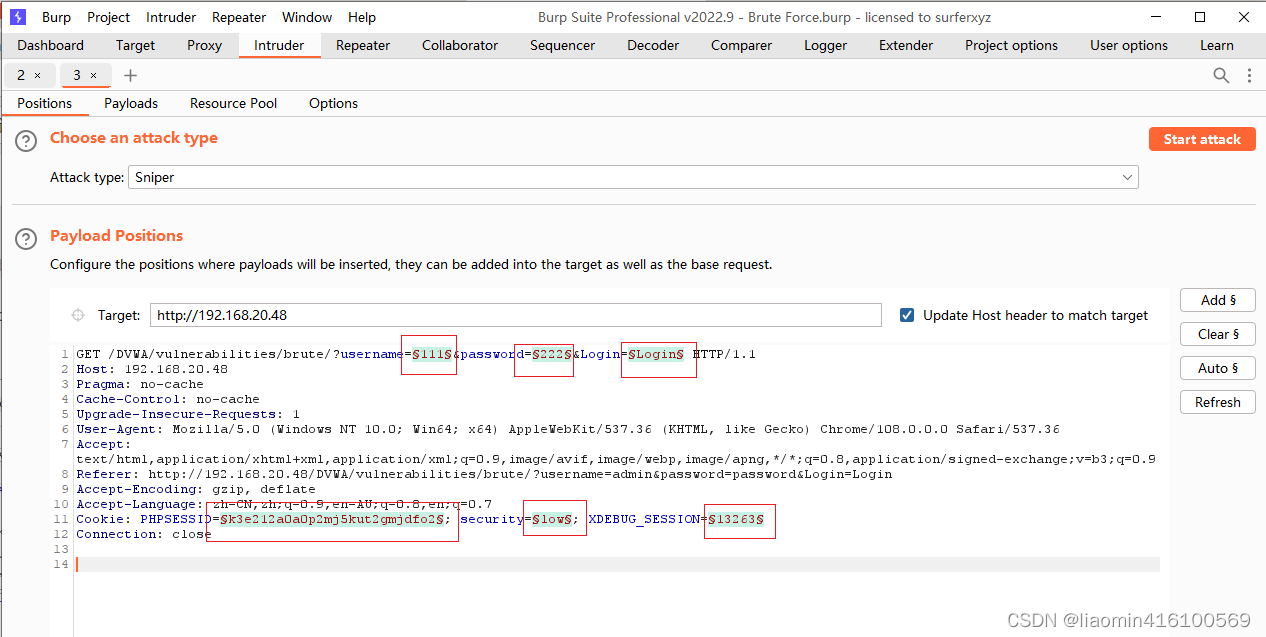 Burp Project Intruder Repeater Window Help Burp Suite Professional v2022.9 - Brute Force.burp - licensed to surferxyz
Dashboard Target Proxy Intruder Repeater Collaborator Sequencer Decoder Comparer Logger Extender Project options User options Learn
2 × 3 × +
Positions Payloads Resource Pool Options
? Choose an attack type Start attack
Attack type: Sniper
? Payload Positions
Configure the positions where payloads will be inserted, they can be added into the target as well as the base request.
Add §
Target: http://192.168.20.48 Update Host header to match target
Clear §
Auto §
Refresh
1 GET /DVWA/vulnerabilities/brute/?username=§111§&password=§222§&Login=§Login§ HTTP/1.1
2 Host: 192.168.20.48
3 Pragma: no-cache
4 Cache-Control: no-cache
5 Upgrade-Insecure-Requests: 1
6 User-Agent: Mozilla/5.0 (Windows NT 10.0; Win64; x64) AppleWebKit/537.36 (KHTML, like Gecko) Chrome/108.0.0.0 Safari/537.36
7 Accept:
text/html,application/xhtml+xml,application/xml;q=0.9,image/avif,image/webp,image/apng,*/*;q=0.8,application/signed-exchange;v=b3;q=0.9
8 Referer: http://192.168.20.48/DVWA/vulnerabilities/brute/?username=admin&password=password&Login=Login
9 Accept-Encoding: gzip, deflate
10 Accept-Language: zh-CN,zh;q=0.9,en-AU;q=0.8,en;q=0.7
11 Cookie: PHPSESSID=§k3e212a0a0p2mj5kut2gmjdfo2§; security=§low§; XDEBUG_SESSION=§13263§
12 Connection: close
13
14
CSDN @liaomin416100569